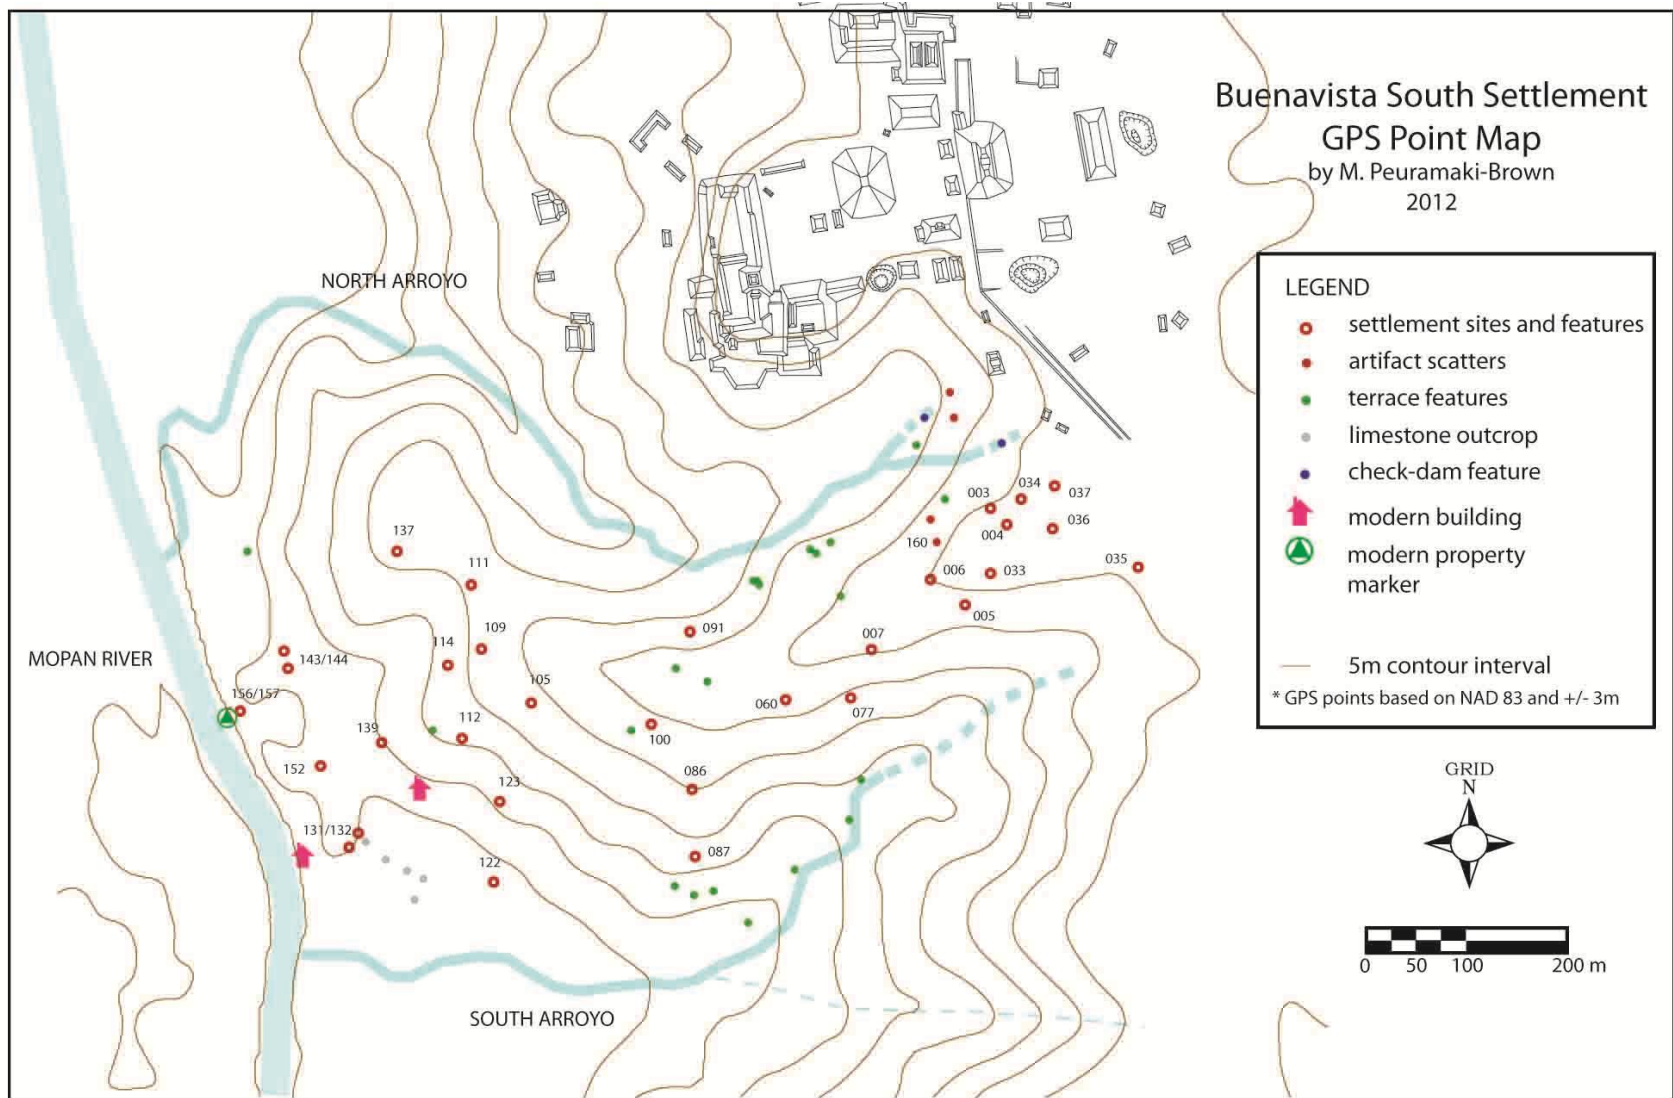 Buenavista South Settlement
GPS Point Map
by M. Peuramaki-Brown
2012
NORTH ARROYO
LEGEND
settlement sites and features
artifact scatters
terrace features
limestone outcrop
check-dam feature
modern building
modern property
marker
5m contour interval
* GPS points based on NAD 83 and +/- 3m
034
037
003
004
036
160
137
111
006
033
035
005
091
007
109
114
MOPAN RIVER
143/144
105
156/157
060
077
112
139
100
152
086
123
131/132
087
122
GRID
N
0 50 100 200 m
SOUTH ARROYO